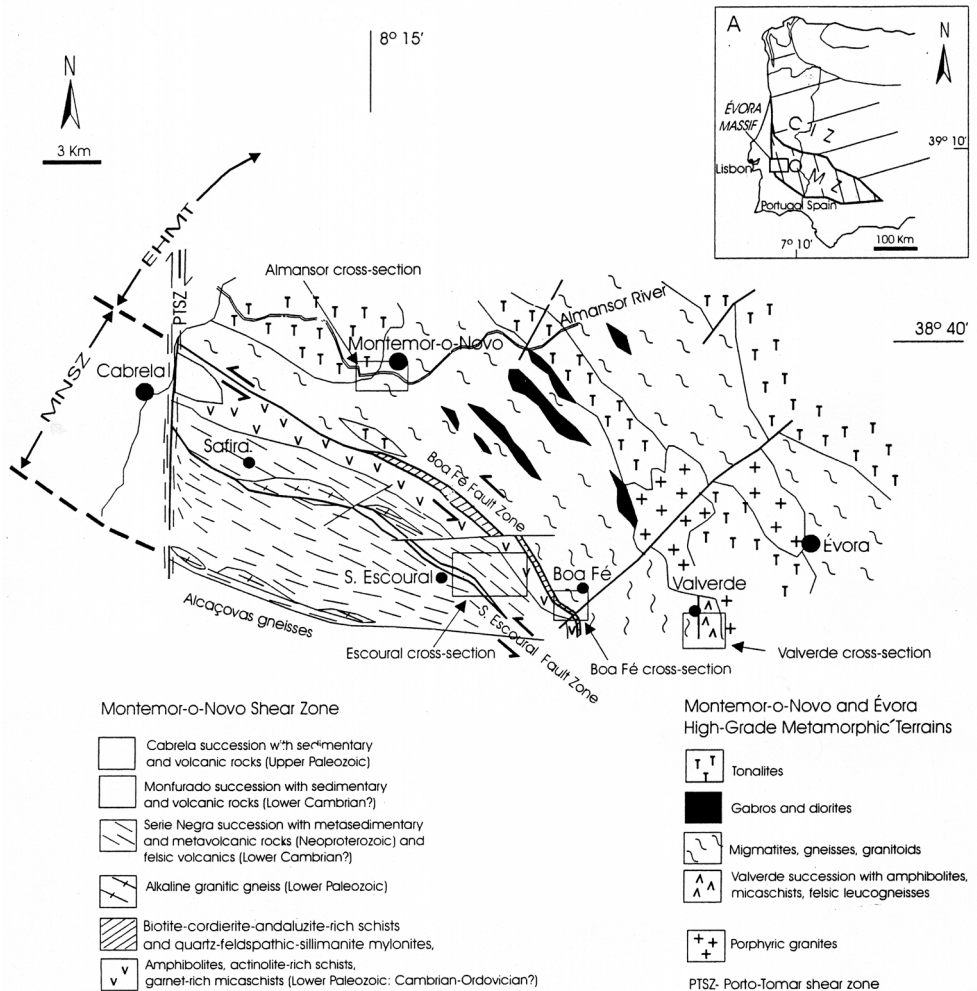 8° 15′
A
N
N
3 Km
ÉVORA
MASSIF
CIZ
MZ
39° 10′
Lisbon
Portugal Spain
7° 10′
100 Km
EHMT
MNSZ
PTSZ
Almansor cross-section
Almansor River
Montemor-o-Novo
38° 40′
Cabrela
Safira
Boa Fé Fault Zone
S. Escoural
Boa Fé
Valverde
Évora
Alcaçovas gneisses
S. Escoural Fault Zone
Escoural cross-section
Boa Fé cross-section
Valverde cross-section
Montemor-o-Novo Shear Zone
Cabrela succession with sedimentary
and volcanic rocks (Upper Paleozoic)
Monfurado succession with sedimentary
and volcanic rocks (Lower Cambrian?)
Serie Negra succession with metasedimentary
and metavolcanic rocks (Neoproterozoic) and
felsic volcanics (Lower Cambrian?)
Alkaline granitic gneiss (Lower Paleozoic)
Biotite-cordierite-andaluzite-rich schists
and quartz-feldspathic-sillimanite mylonites,
Amphibolites, actinolite-rich schists,
garnet-rich micaschists (Lower Paleozoic: Cambrian-Ordovician?)
Montemor-o-Novo and Évora
High-Grade Metamorphic Terrains
Tonalites
Gabros and diorites
Migmatites, gneisses, granitoids
Valverde succession with amphibolites,
micaschists, felsic leucogneisses
Porphyric granites
PTSZ- Porto-Tomar shear zone